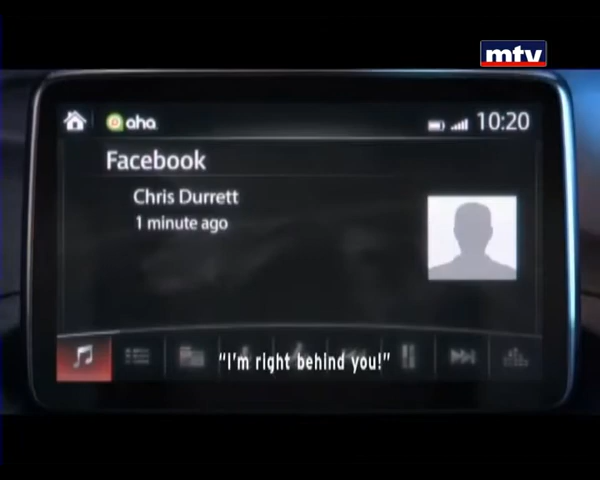 mtv
aha
10:20
Facebook
Chris Durrett
1 minute ago
“I'm right behind you!”